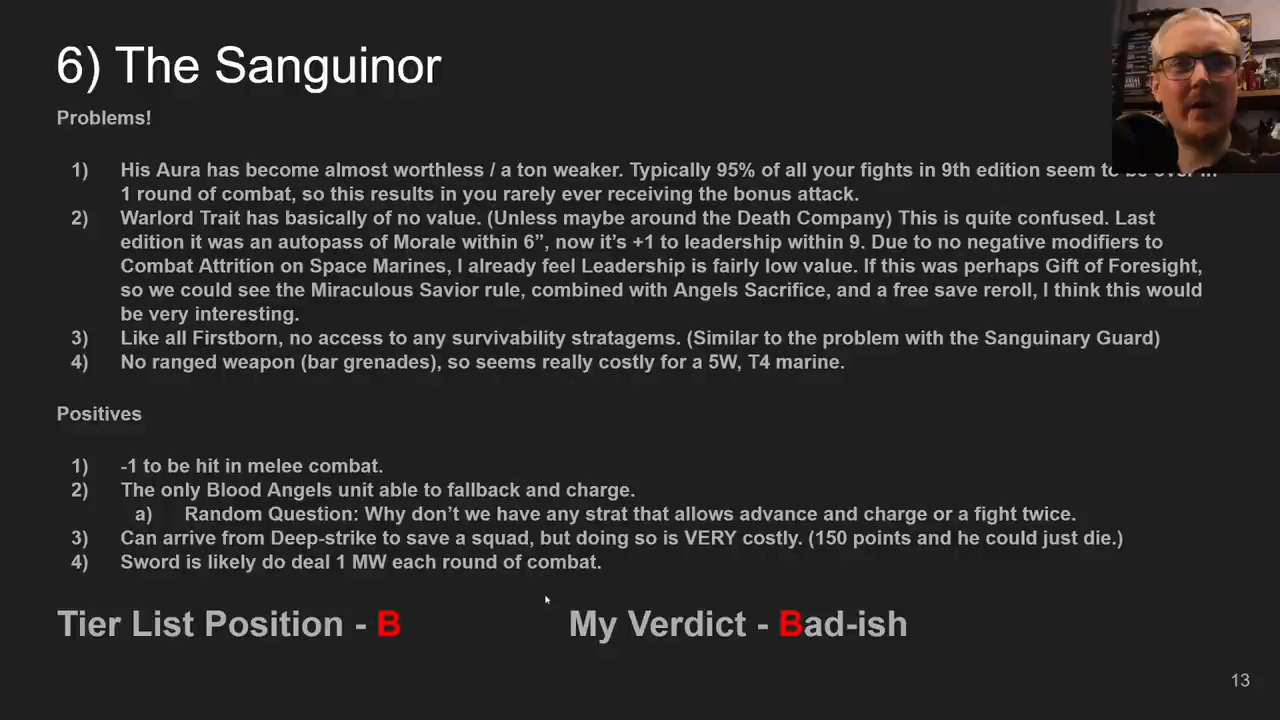 6) The Sanguinor
Problems!
1) His Aura has become almost worthless / a ton weaker. Typically 95% of all your fights in 9th edition seem to
1 round of combat, so this results in you rarely ever receiving the bonus attack.
2) Warlord Trait has basically of no value. (Unless maybe around the Death Company) This is quite confused. Last
edition it was an autopass of Morale within 6”, now it’s +1 to leadership within 9. Due to no negative modifiers to
Combat Attrition on Space Marines, I already feel Leadership is fairly low value. If this was perhaps Gift of Foresight,
so we could see the Miraculous Savior rule, combined with Angels Sacrifice, and a free save reroll, I think this would
be very interesting.
3) Like all Firstborn, no access to any survivability stratagems. (Similar to the problem with the Sanguinary Guard)
4) No ranged weapon (bar grenades), so seems really costly for a 5W, T4 marine.
Positives
1) -1 to be hit in melee combat.
2) The only Blood Angels unit able to fallback and charge.
a) Random Question: Why don’t we have any strat that allows advance and charge or a fight twice.
3) Can arrive from Deep-strike to save a squad, but doing so is VERY costly. (150 points and he could just die.)
4) Sword is likely do deal 1 MW each round of combat.
Tier List Position - B
My Verdict - Bad-ish
13